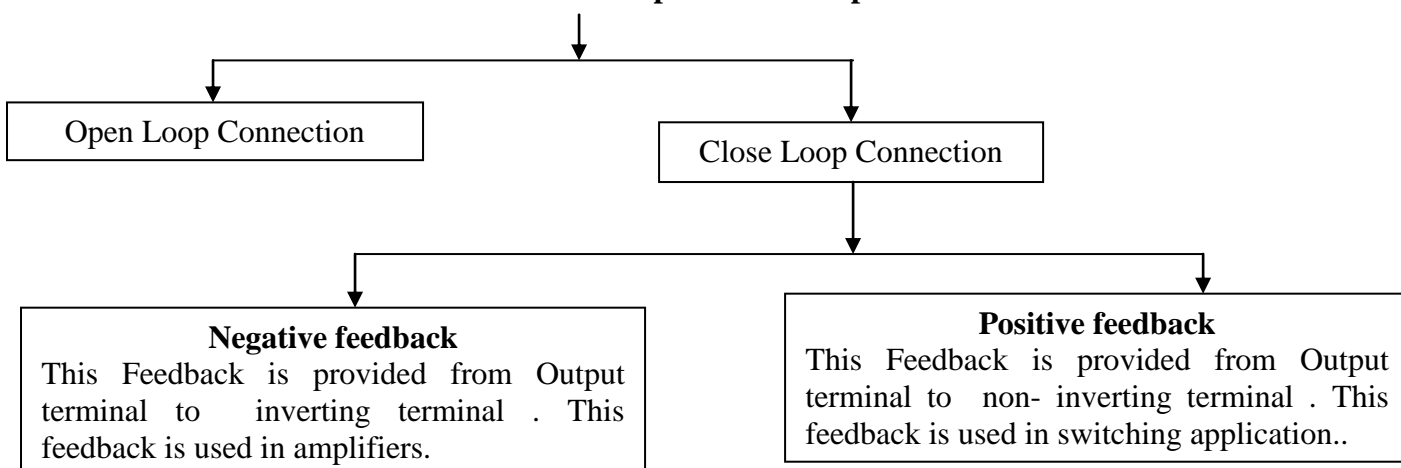 Open Loop Connection
Close Loop Connection
Negative feedback
This Feedback is provided from Output
terminal to inverting terminal . This
feedback is used in amplifiers.
Positive feedback
This Feedback is provided from Output
terminal to non- inverting terminal . This
feedback is used in switching application..